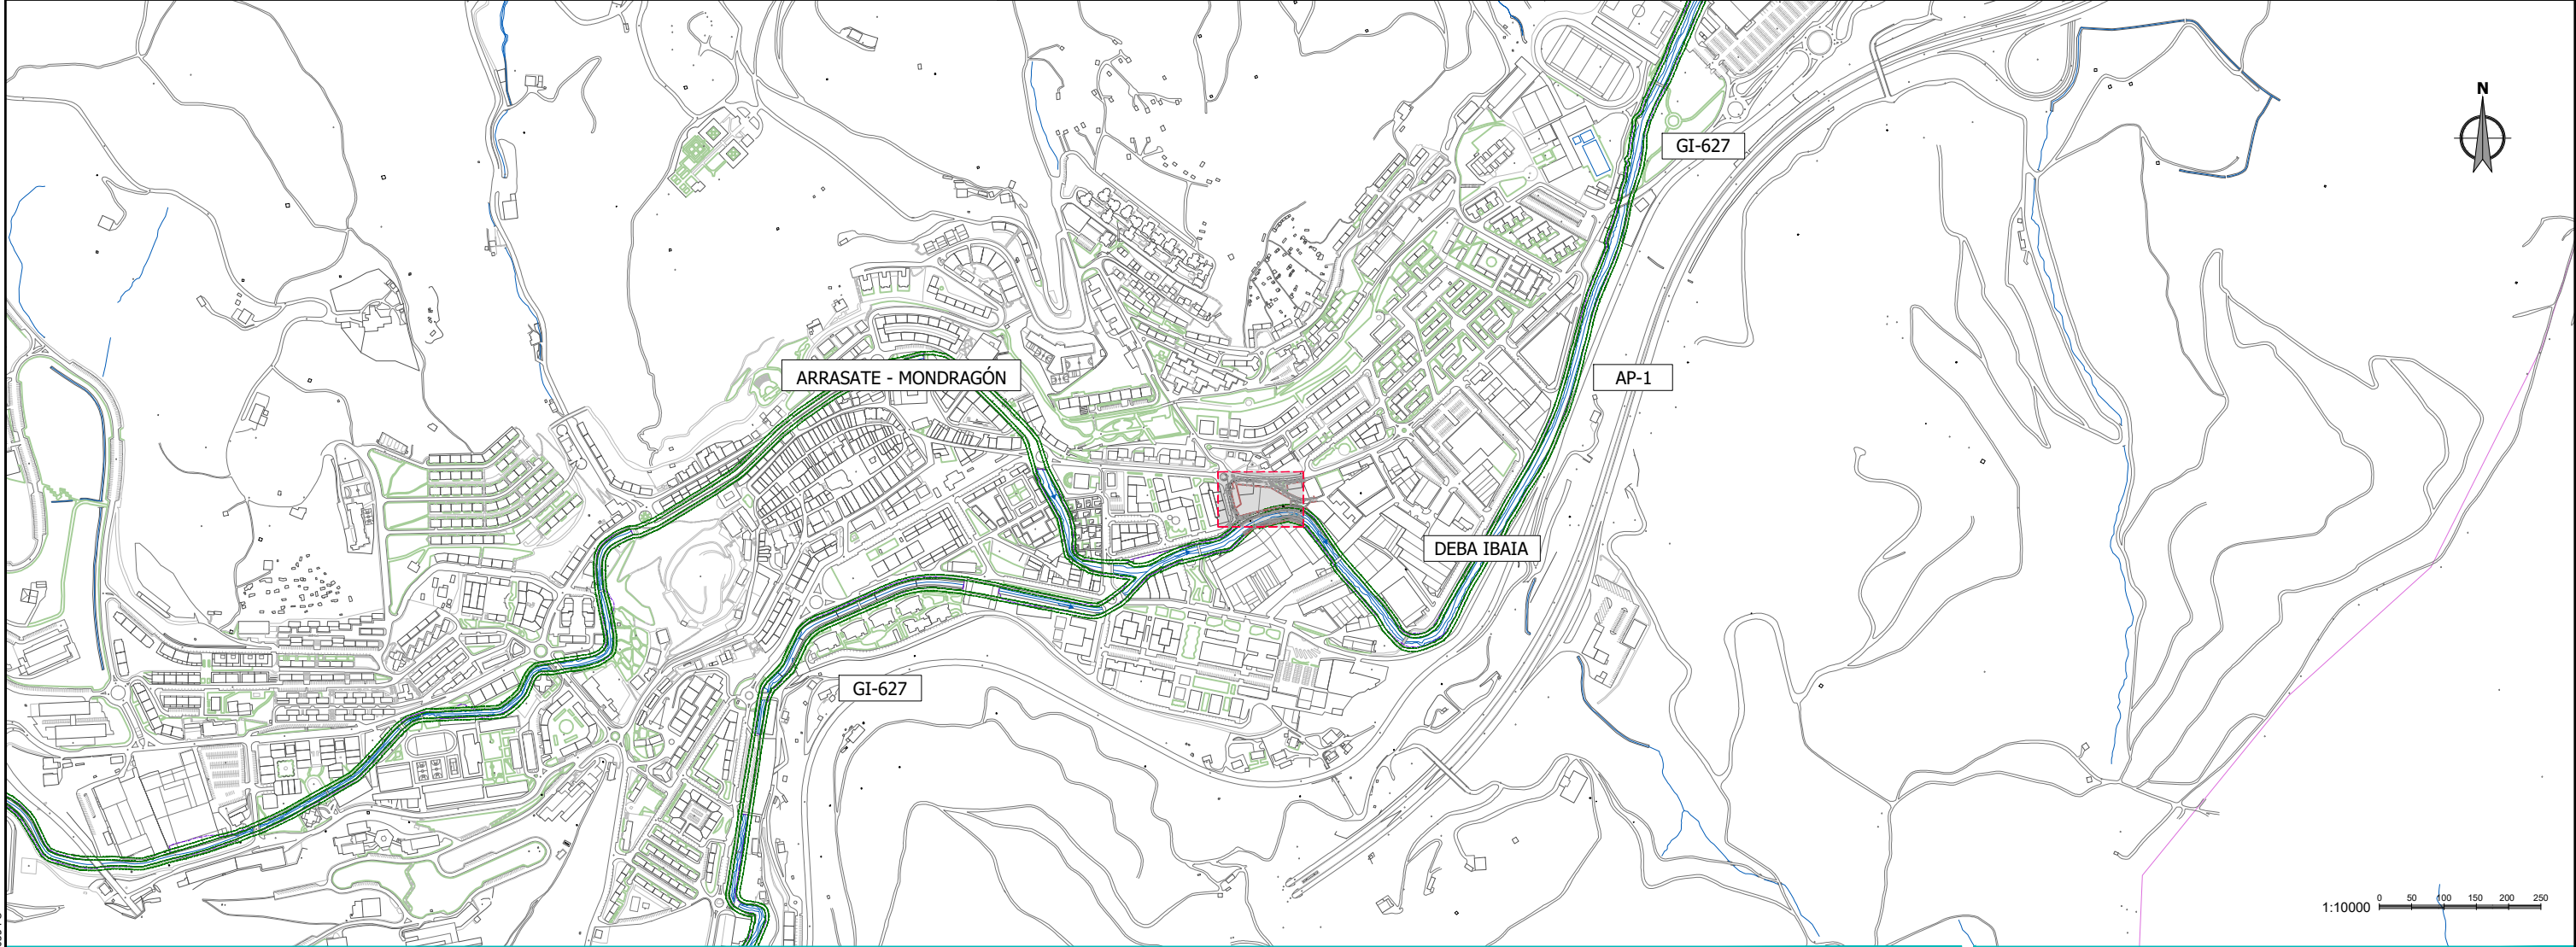 N
GI-627
ARRASATE - MONDRAGÓN
AP-1
DEBA IBAIA
GI-627
1:10000
0 50 100 150 200 250